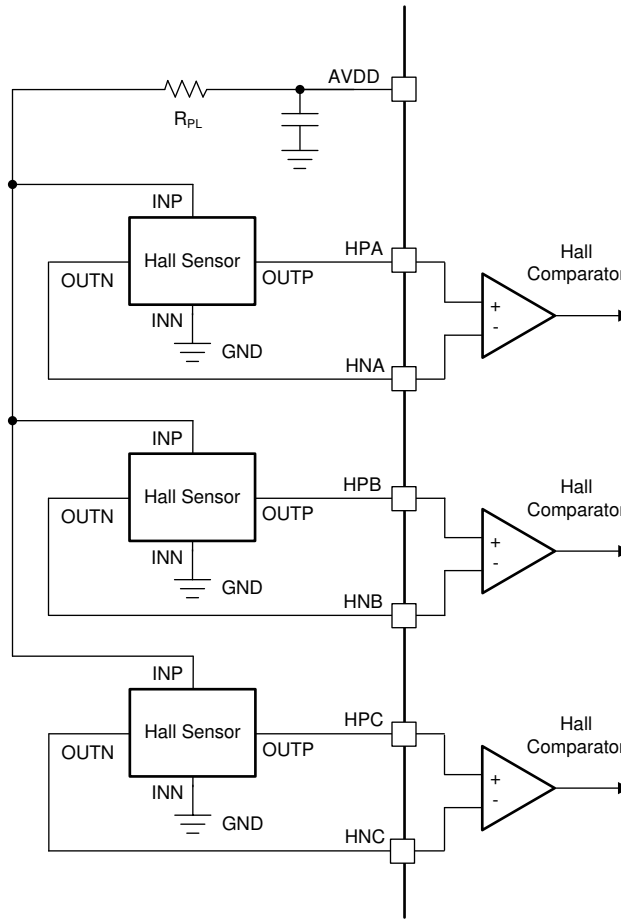 AVDD
R_PL
INP
Hall Sensor
OUTN
OUTP
INN
GND
HPA
HNA
+
-
Hall
Comparator
INP
Hall Sensor
OUTN
OUTP
INN
GND
HPB
HNB
+
-
Hall
Comparator
INP
Hall Sensor
OUTN
OUTP
INN
GND
HPC
HNC
+
-
Hall
Comparator